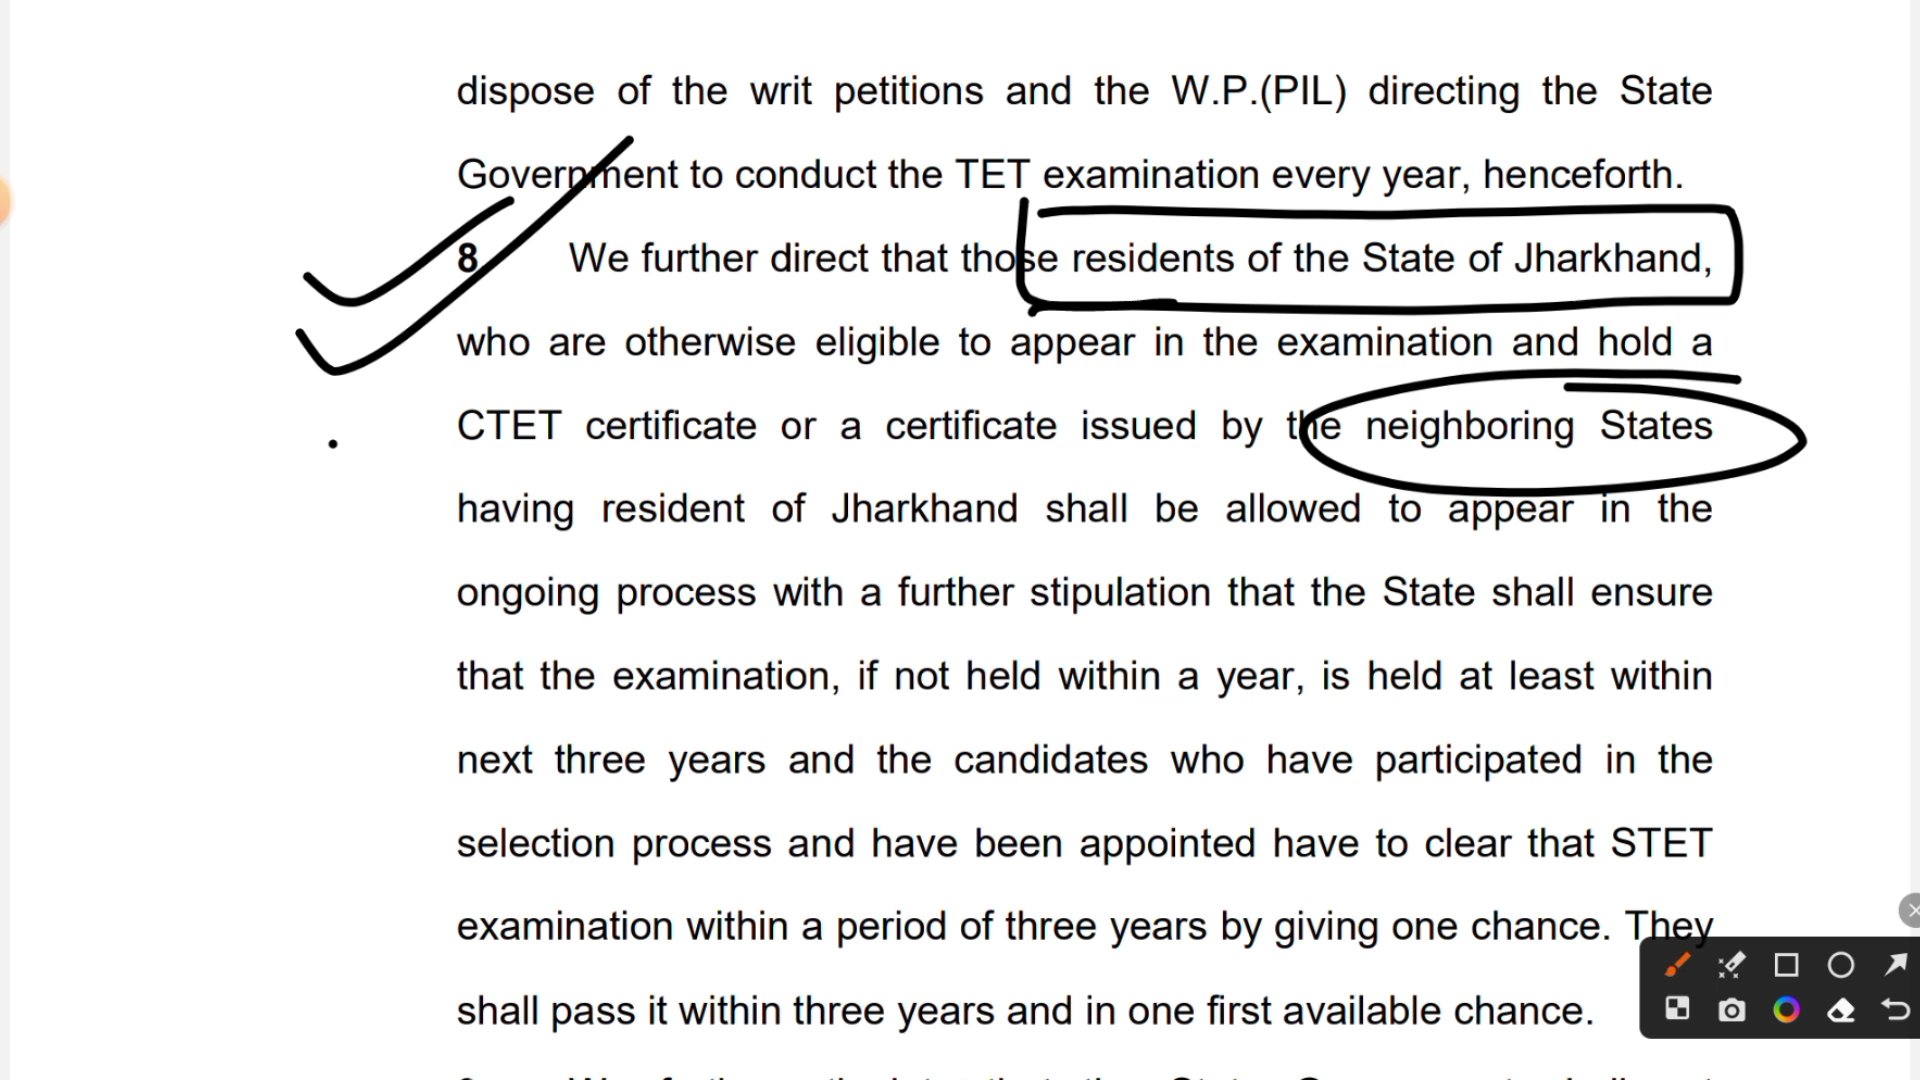 dispose of the writ petitions and the W.P.(PIL) directing the State
Government to conduct the TET examination every year, henceforth.
8 We further direct that those residents of the State of Jharkhand,
who are otherwise eligible to appear in the examination and hold a
CTET certificate or a certificate issued by the neighboring States
having resident of Jharkhand shall be allowed to appear in the
ongoing process with a further stipulation that the State shall ensure
that the examination, if not held within a year, is held at least within
next three years and the candidates who have participated in the
selection process and have been appointed have to clear that STET
examination within a period of three years by giving one chance. They
shall pass it within three years and in one first available chance.